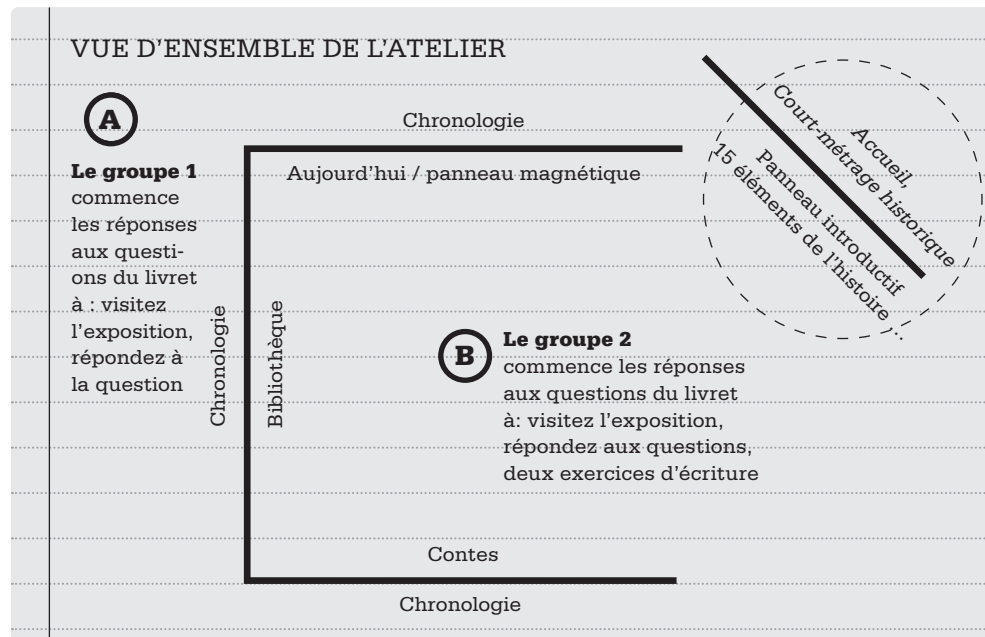 VUE D'ENSEMBLE DE L'ATELIER
A
Le groupe 1
commence
les réponses
aux questi-
ons du livret
à : visitez
l'exposition,
répondez à
la question
Chronologie
Aujourd'hui / panneau magnétique
Chronologie
Bibliothèque
B
Le groupe 2
commence les réponses
aux questions du livret
à: visitez l'exposition,
répondez aux questions,
deux exercices d'écriture
Contes
Chronologie
Accueil,
Court-métrage historique
Panneau introductif
15 éléments de l'histoire ...